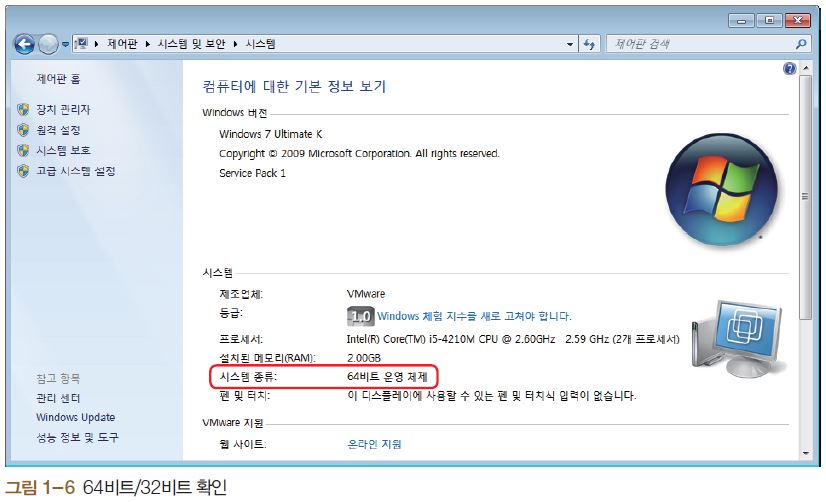 제어판 ▸ 시스템 및 보안 ▸ 시스템
제어판 검색
제어판 홈
장치 관리자
원격 설정
시스템 보호
고급 시스템 설정
참고 항목
관리 센터
Windows Update
성능 정보 및 도구
컴퓨터에 대한 기본 정보 보기
Windows 버전
Windows 7 Ultimate K
Copyright © 2009 Microsoft Corporation. All rights reserved.
Service Pack 1
시스템
제조업체: VMware
등급: 1.0 Windows 체험 지수를 새로 고쳐야 합니다.
프로세서: Intel(R) Core(TM) i5-4210M CPU @ 2.60GHz 2.59 GHz (2개 프로세서)
설치된 메모리(RAM): 2.00GB
시스템 종류: 64비트 운영 체제
펜 및 터치: 이 디스플레이에 사용할 수 있는 펜 및 터치식 입력이 없습니다.
VMware 지원
웹 사이트: 온라인 지원
그림 1-6 64비트/32비트 확인